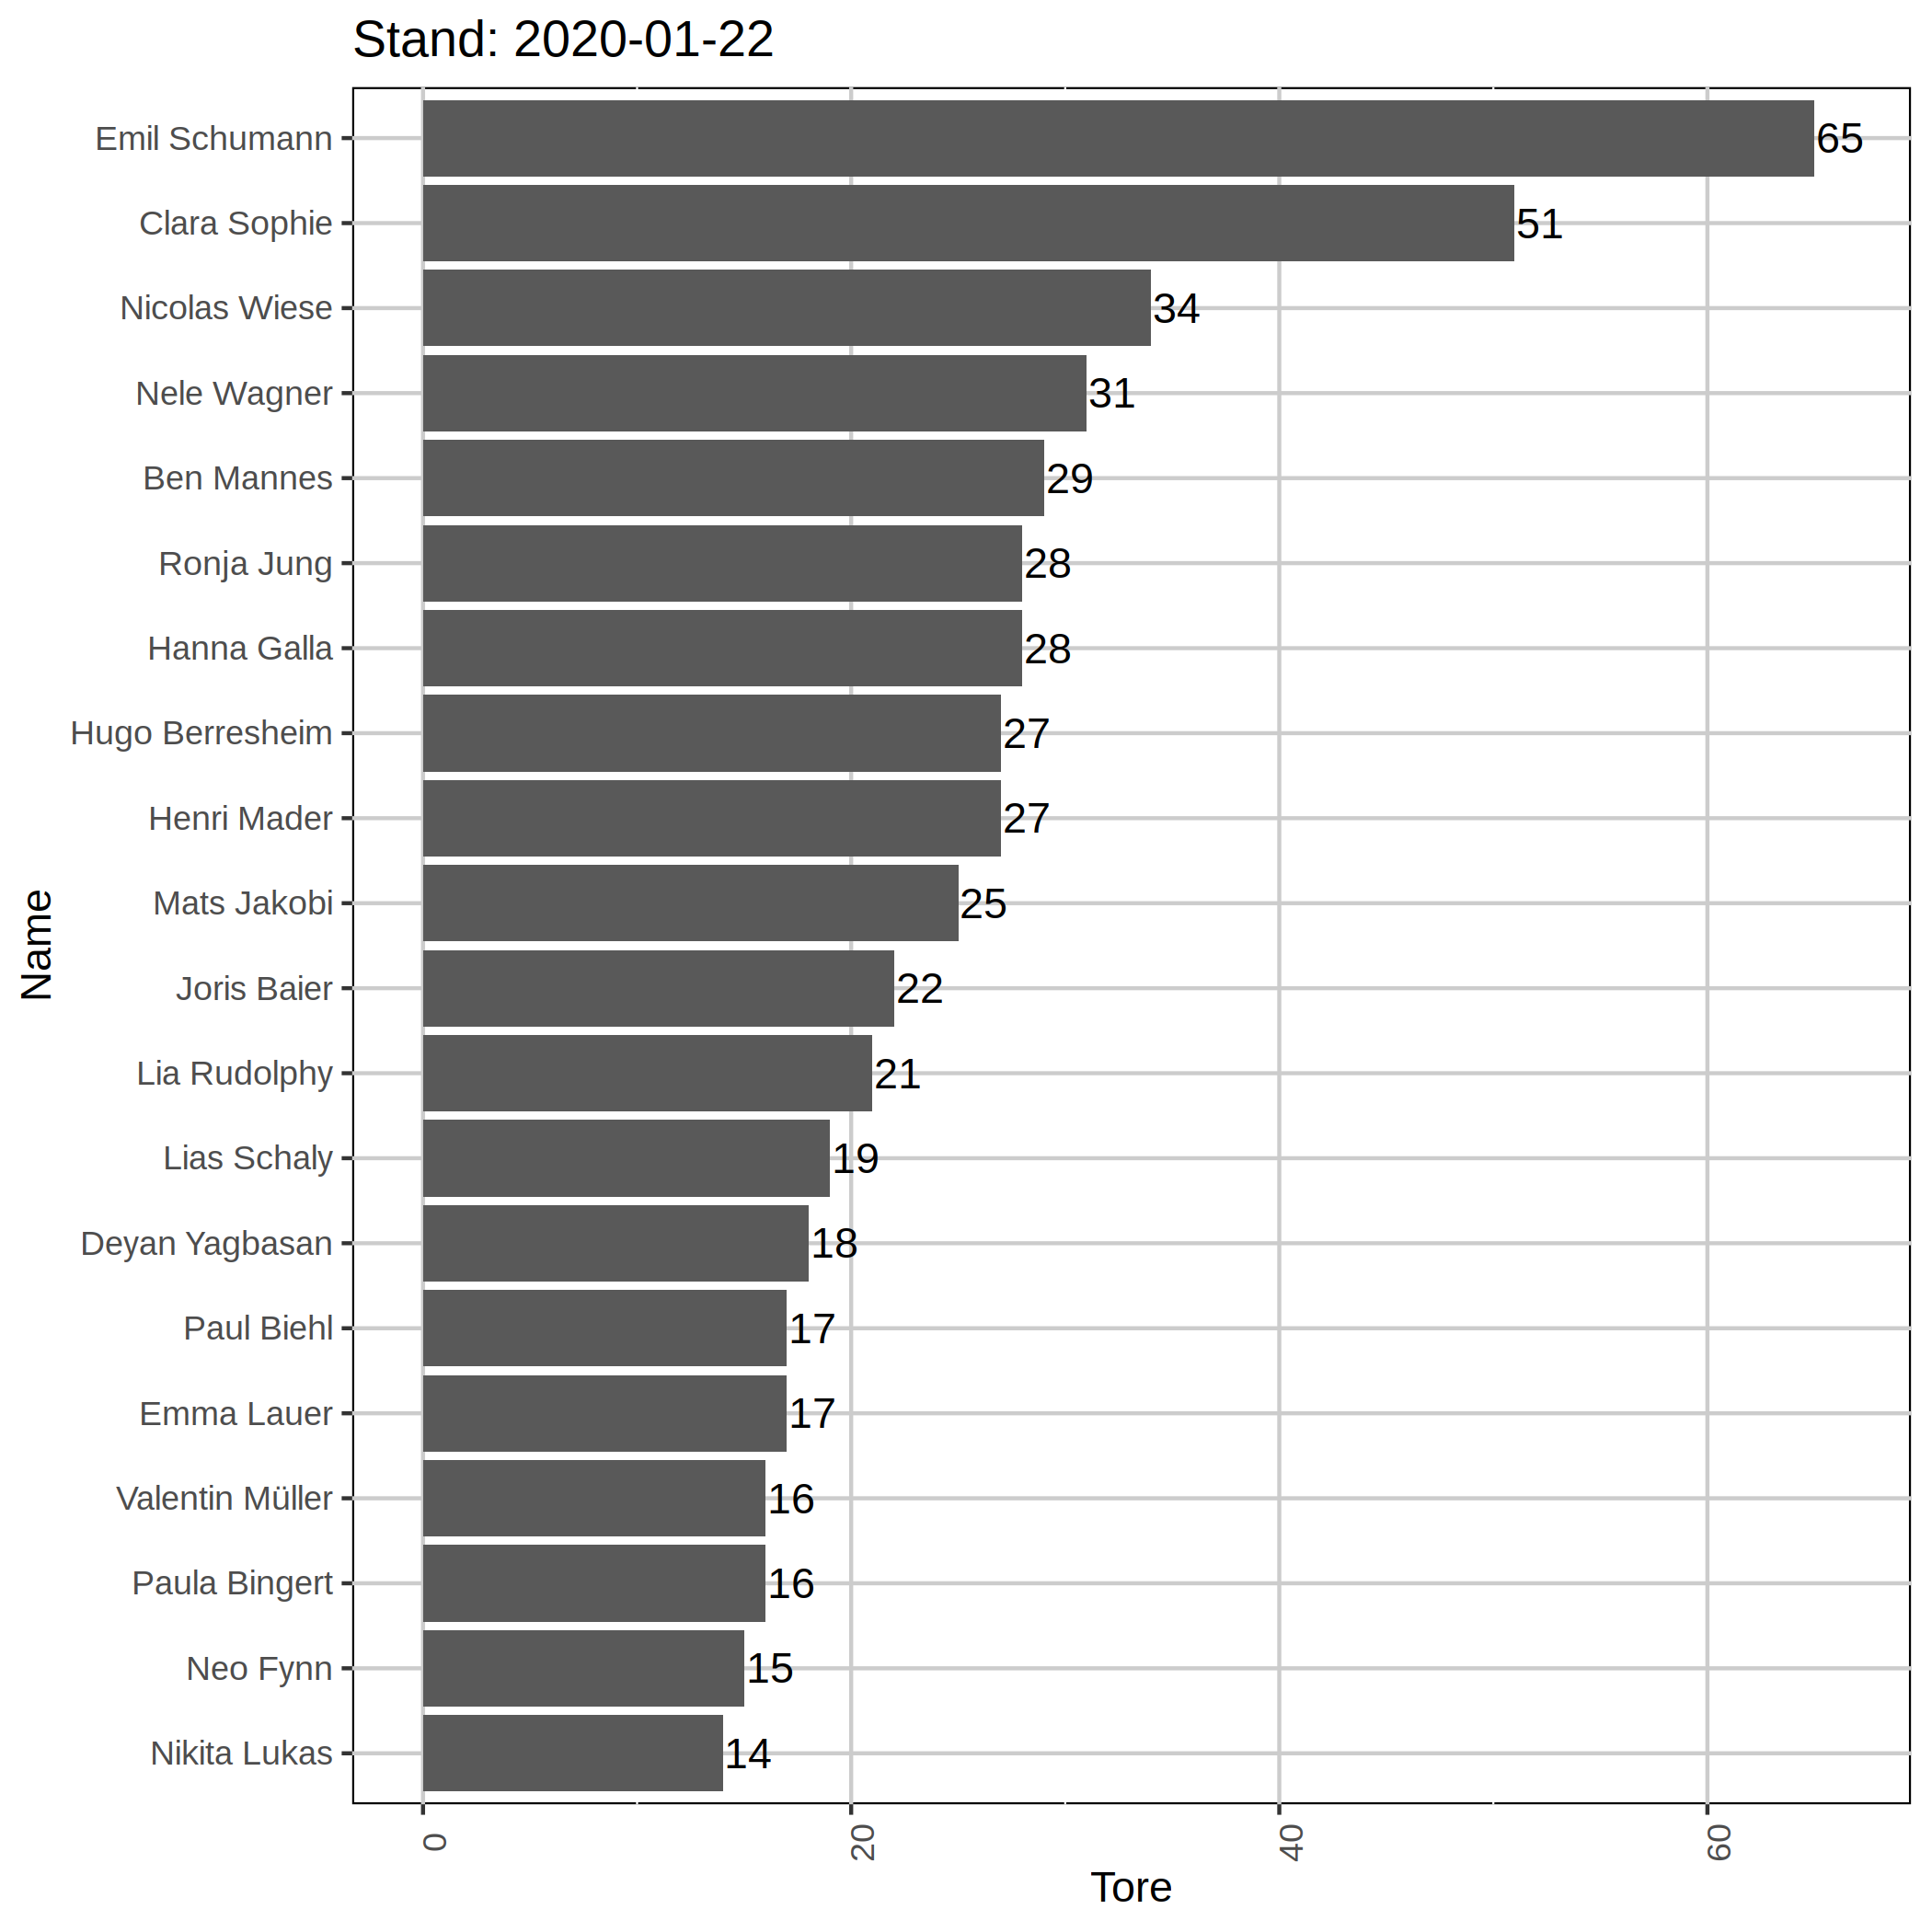 Stand: 2020-01-22
Emil Schumann 65
Clara Sophie 51
Nicolas Wiese 34
Nele Wagner 31
Ben Mannes 29
Ronja Jung 28
Hanna Galla 28
Hugo Berresheim 27
Henri Mader 27
Mats Jakobi 25
Joris Baier 22
Lia Rudolphy 21
Lias Schaly 19
Deyan Yagbasan 18
Paul Biehl 17
Emma Lauer 17
Valentin Müller 16
Paula Bingert 16
Neo Fynn 15
Nikita Lukas 14
Name
0 20 40 60
Tore